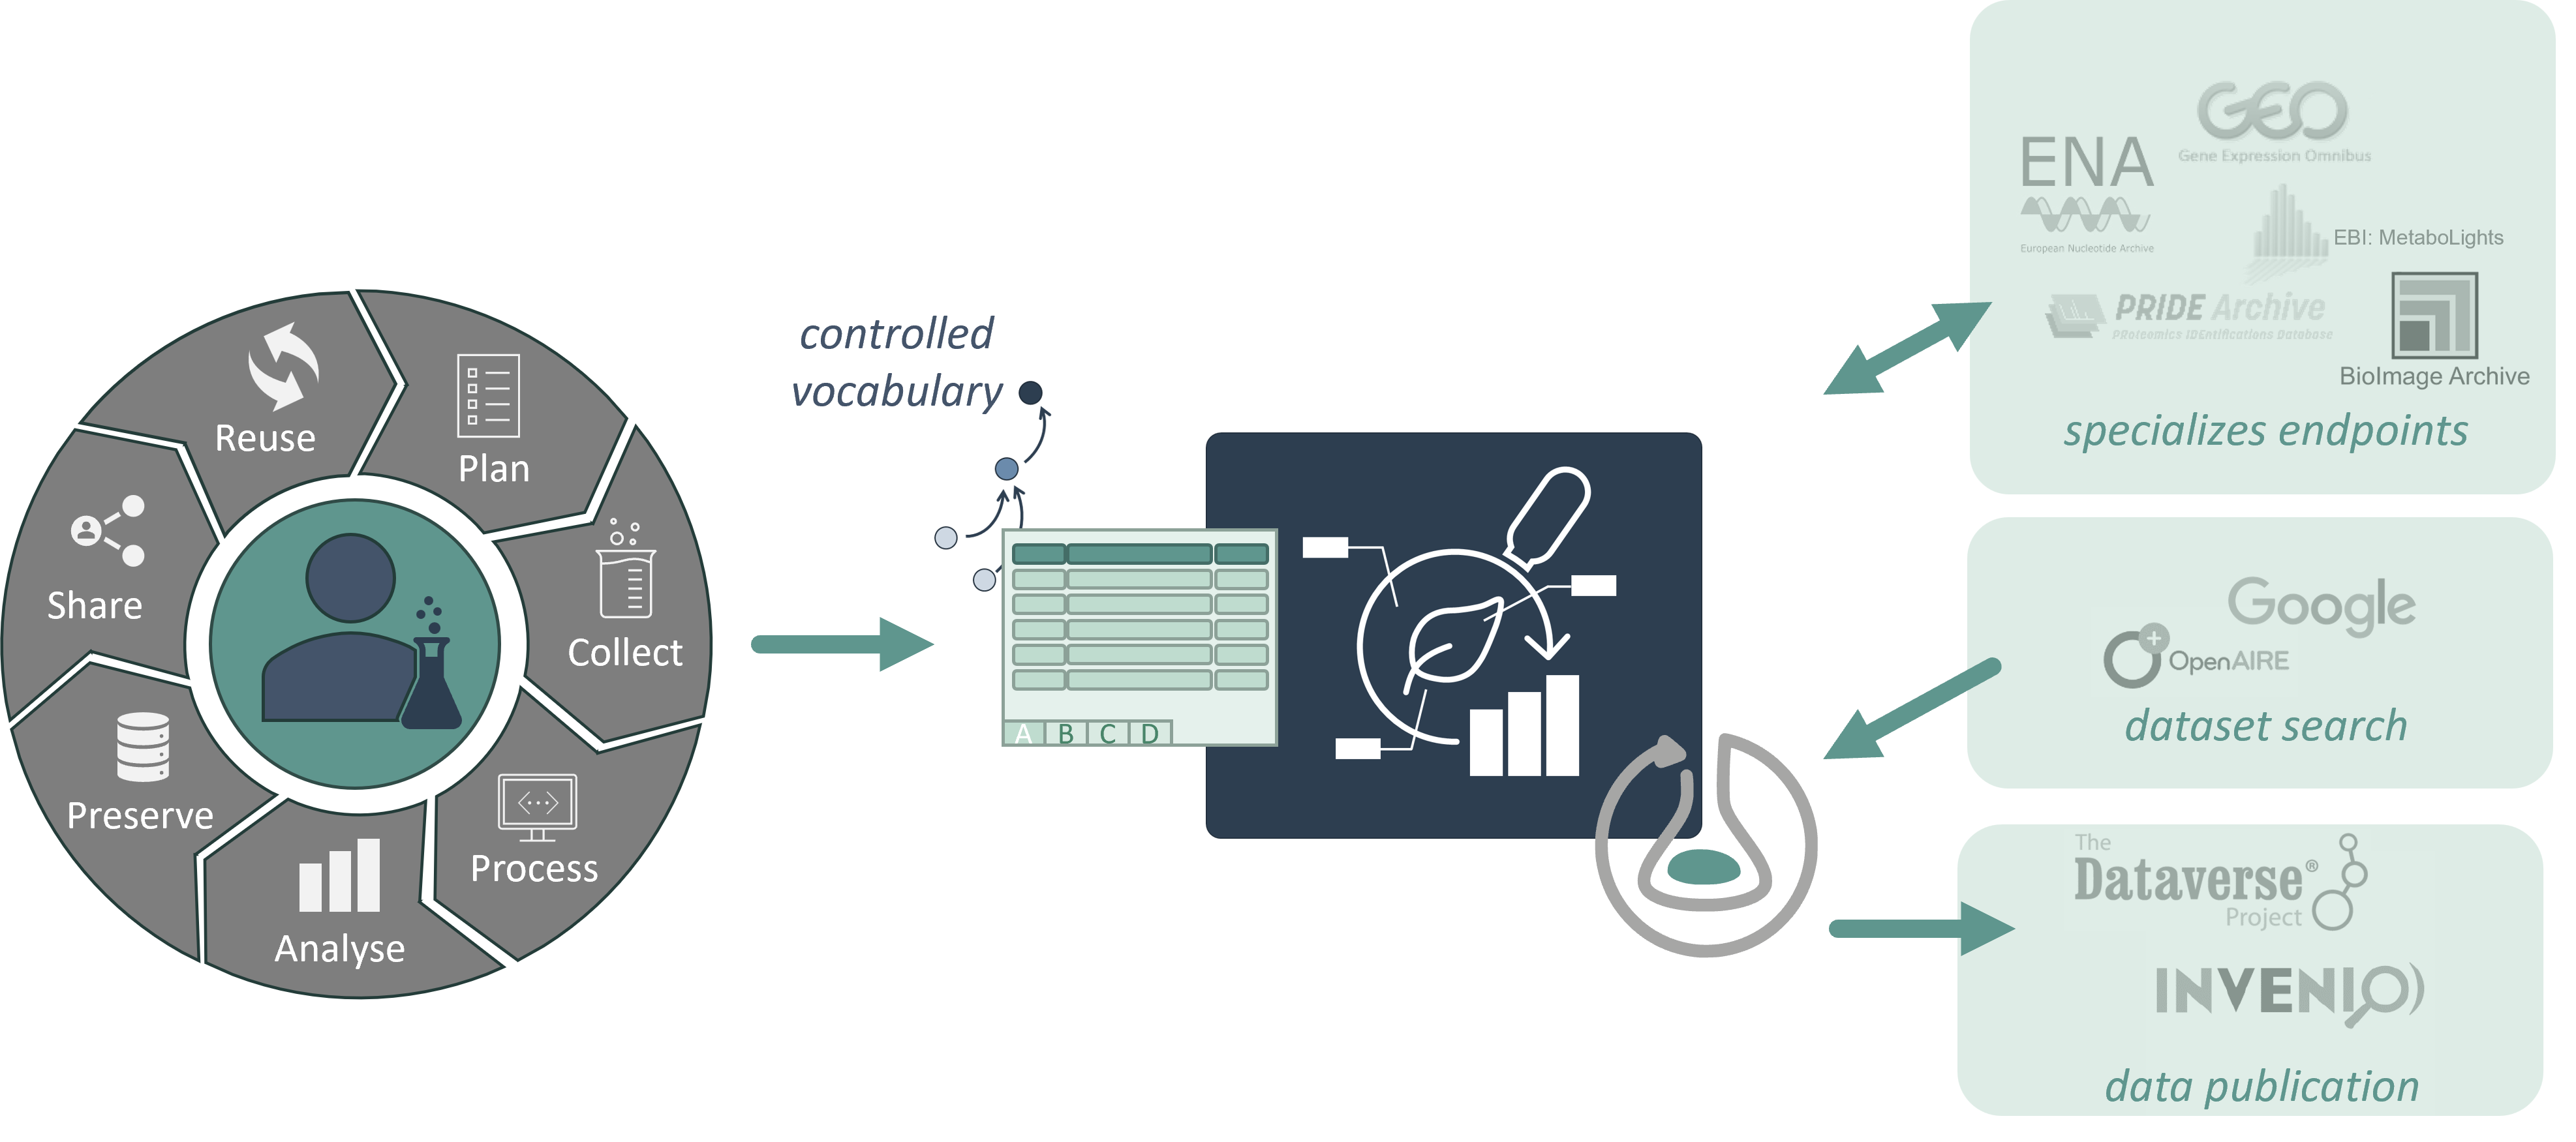 Reuse
Plan
Share
Collect
Preserve
Process
Analyse
controlled
vocabulary
A B C D
GEO
Gene Expression Omnibus
ENA
European Nucleotide Archive
EBI: MetaboLights
PRIDE Archive
PRoteomics IDEntifications Database
BioImage Archive
specializes endpoints
Google
OpenAIRE
dataset search
The
Dataverse®
Project
INVENIO
data publication